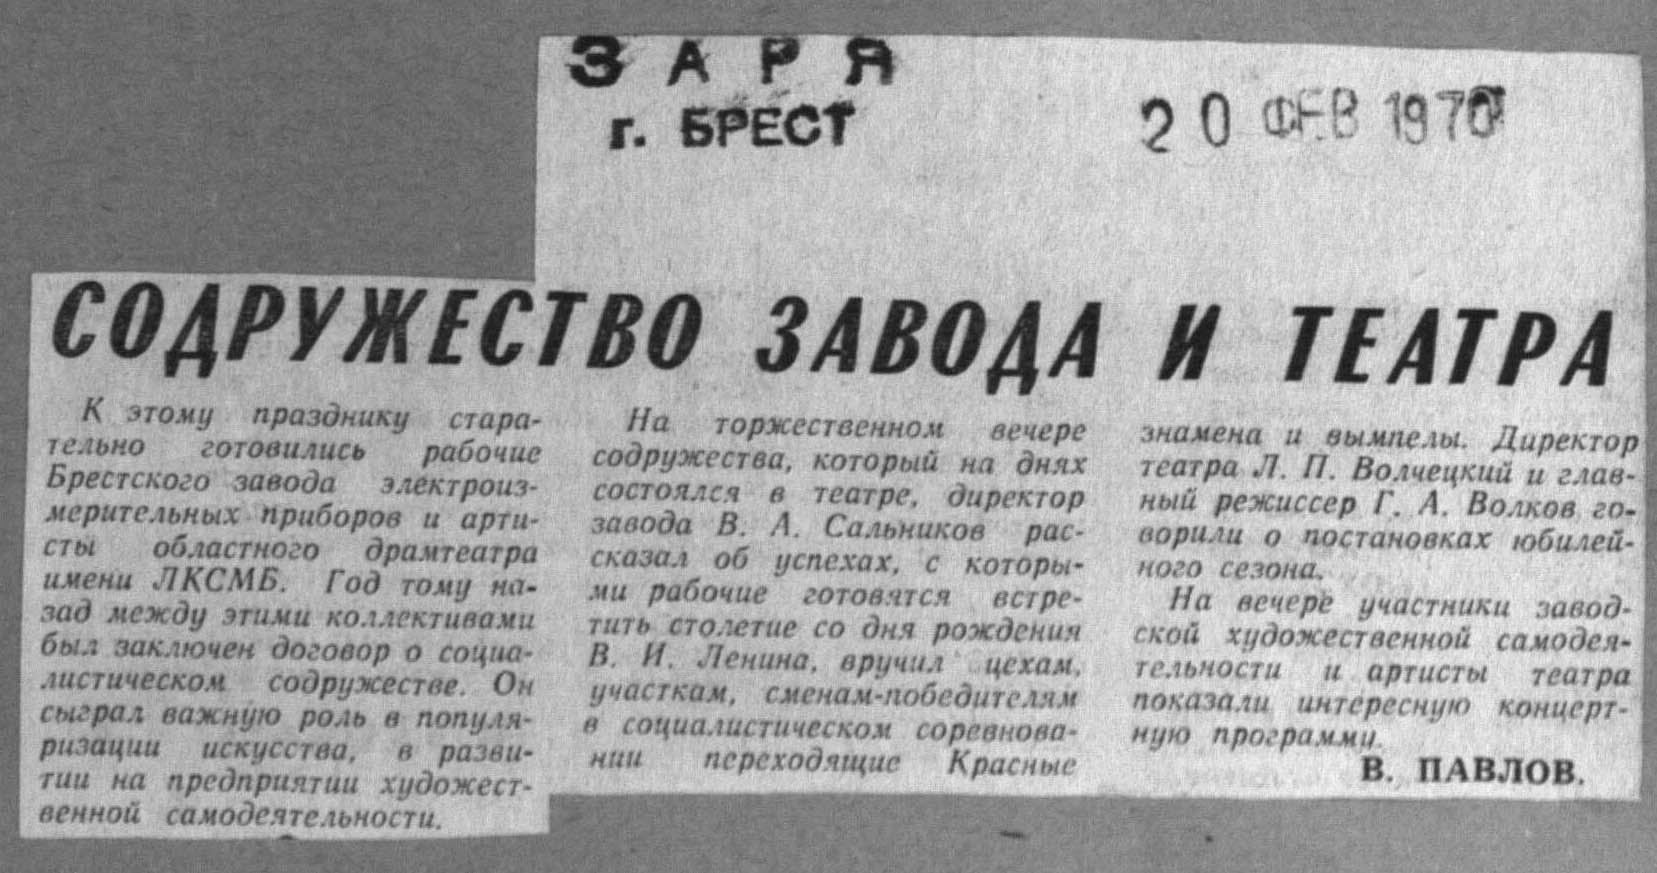 ЗАРЯ
г. БРЕСТ
20 ФЕВ 1970
СОДРУЖЕСТВО ЗАВОДА И ТЕАТРА
К этому празднику стара-
тельно готовились рабочие
Брестского завода электроиз-
мерительных приборов и арти-
сты областного драмтеатра
имени ЛКСМБ. Год тому на-
зад между этими коллективами
был заключен договор о социа-
листическом содружестве. Он
сыграл важную роль в популя-
ризации искусства, в разви-
тии на предприятии художест-
венной самодеятельности.
На торжественном вечере
содружества, который на днях
состоялся в театре, директор
завода В. А. Сальников рас-
сказал об успехах, с которы-
ми рабочие готовятся встре-
тить столетие со дня рождения
В. И. Ленина, вручил цехам,
участкам, сменам-победителям
в социалистическом соревнова-
нии переходящие Красные
знамена и вымпелы. Директор
театра Л. П. Волчецкий и глав-
ный режиссер Г. А. Волков го-
ворили о постановках юбилей-
ного сезона.
На вечере участники завод-
ской художественной самодея-
тельности и артисты театра
показали интересную концерт-
ную программу.
В. ПАВЛОВ.